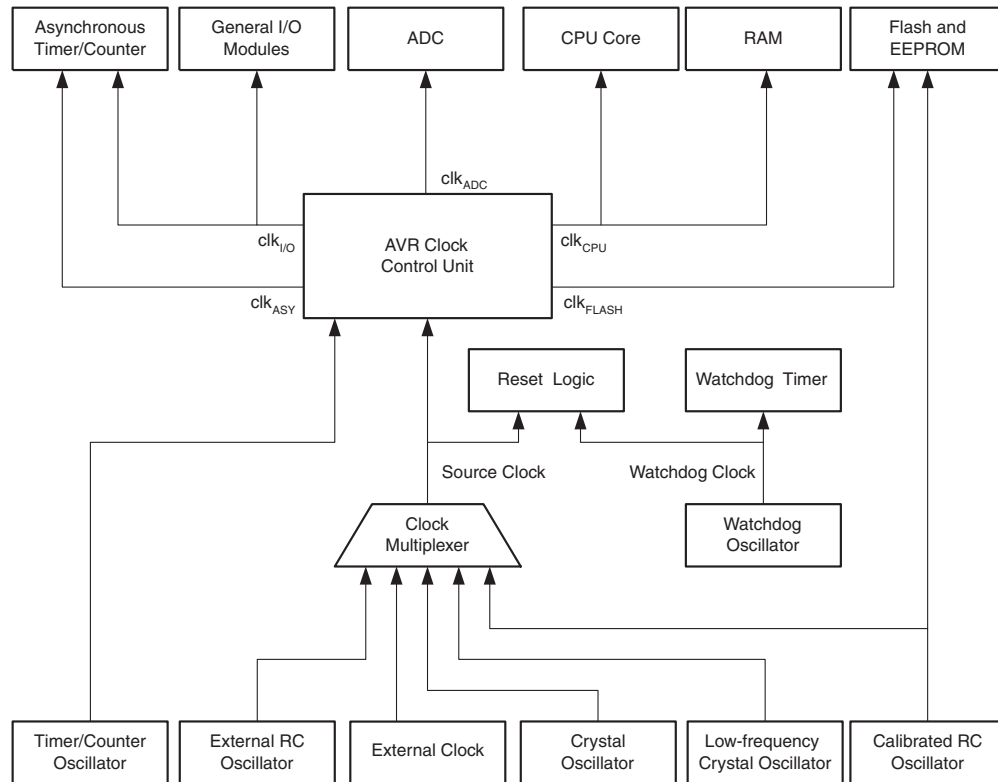 Asynchronous
Timer/Counter
General I/O
Modules
ADC
CPU Core
RAM
Flash and
EEPROM
clkADC
clkI/O
AVR Clock
Control Unit
clkCPU
clkASY
clkFLASH
Reset Logic
Watchdog Timer
Source Clock
Watchdog Clock
Clock
Multiplexer
Watchdog
Oscillator
Timer/Counter
Oscillator
External RC
Oscillator
External Clock
Crystal
Oscillator
Low-frequency
Crystal Oscillator
Calibrated RC
Oscillator